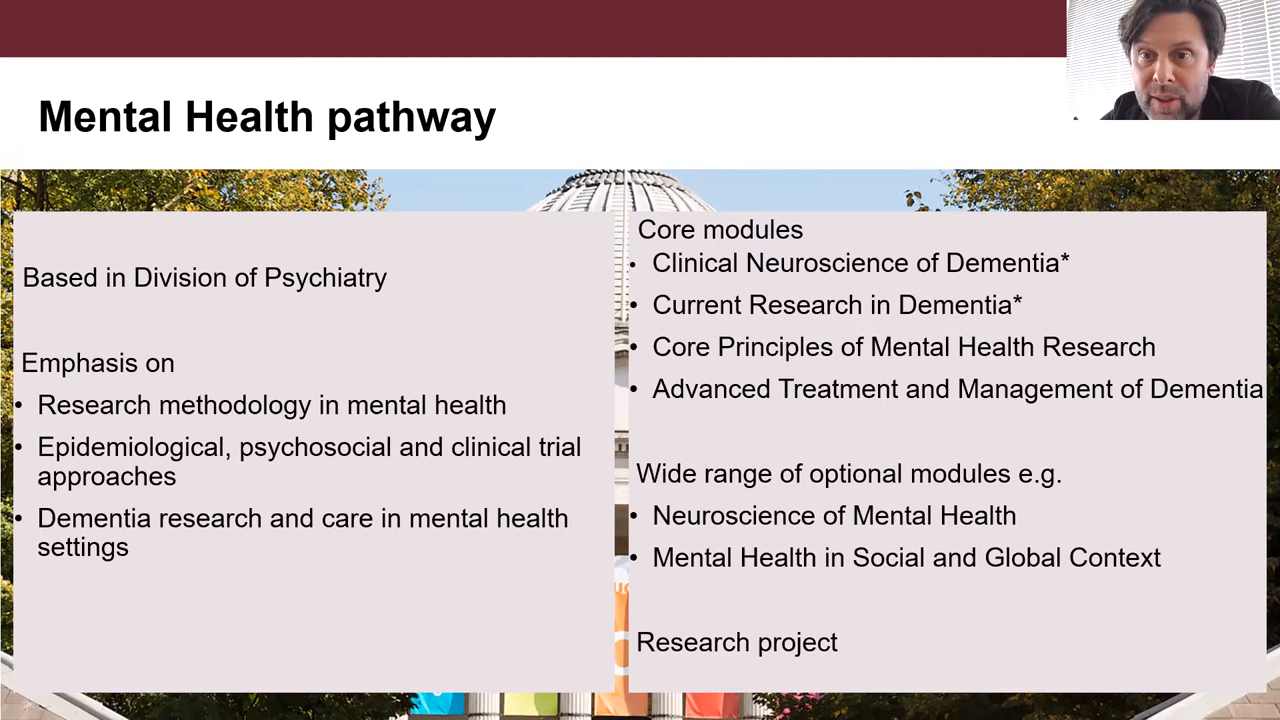 Mental Health pathway
Based in Division of Psychiatry
Emphasis on
• Research methodology in mental health
• Epidemiological, psychosocial and clinical trial
approaches
• Dementia research and care in mental health
settings
Core modules
• Clinical Neuroscience of Dementia*
• Current Research in Dementia*
• Core Principles of Mental Health Research
• Advanced Treatment and Management of Dementia
Wide range of optional modules e.g.
• Neuroscience of Mental Health
• Mental Health in Social and Global Context
Research project